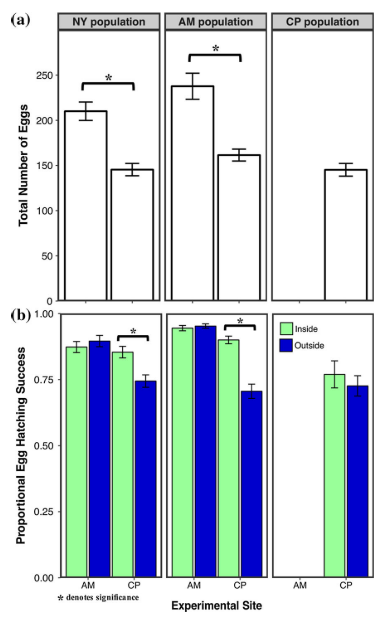 (a)
NY population AM population CP population
Total Number of Eggs
250
200
150
100
50
0
*
*
(b)
Proportional Egg Hatching Success
1.00
0.75
0.50
0.25
0.00
*
*
Inside
Outside
AM CP AM CP AM CP
* denotes significance
Experimental Site